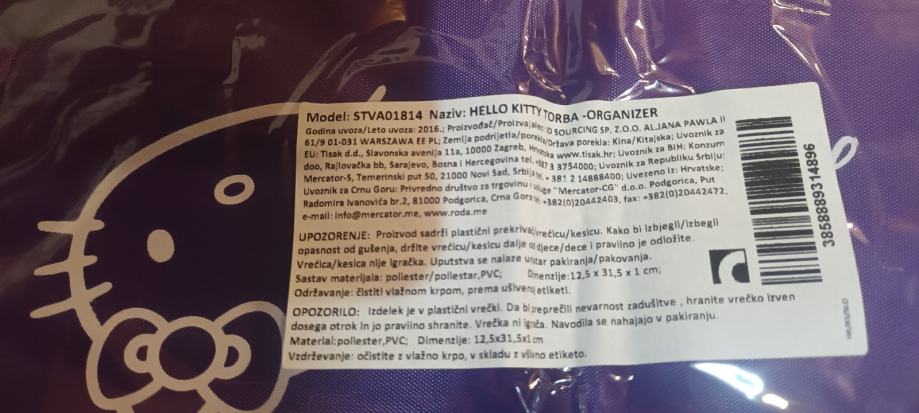 Model: STVA01814 Naziv: HELLO KITTY TORBA -ORGANIZER
Godina uvoza/Leto uvoza: 2016.; Proizvođač/Proizvajalec: SOURCING SP. Z.O.O. ALJANA PAWLA II
61/9 01-031 WARSZAWA EE PL; Zemlja podrijetla/porekla/Država porekla: Kina/Kitajska; Uvoznik za
EU: Tisak d.d., Slavonska avenija 11a, 10000 Zagreb, Hrvatska www.tisak.hr; Uvoznik za BIH: Konzum
doo, Rajlovačka bb, Sarajevo, Bosna i Hercegovina tel. 3754000; Uvoznik za Republiku Srbiju:
Mercator-S, Temerinski put 50, 21000 Novi Sad, Srbija + 381 2 14888400; Uvezeno iz: Hrvatske;
Uvoznik za Crnu Goru: Privredno društvo za trgovinu i usluge "Mercator-CG" d.o.o. Podgorica, Put
Radomira Ivanovića br.2, 81000 Podgorica, Crna Gora +382(0)20442403, fax: +382(0)20442472,
e-mail: info@mercator.me, www.roda.me
UPOZORENJE: Proizvod sadrži plastični vrećicu/kesicu. Kako bi izbjegli/izbegli
opasnost od gušenja, držite vrećicu/kesicu dalje od djece/dece i pravilno je odložite.
Vrećica/kesica nije igračka. Uputstva se nalaze unutar pakiranja/pakovanja.
Sastav materijala: poliester/poliestar,PVC; Dimenzije:12,5 x 31,5 x 1 cm;
Održavanje: čistiti vlažnom krpom, prema ušivenoj etiketi.
OPOZORILO: Izdelek je v plastični vrečki. Da bi preprečili nevarnost zadušitve , hranite vrečko izven
dosega otrok in jo pravilno shranite. Vrečka ni igrača. Navodila se nahajajo v pakiranju.
Material:poliester,PVC; Dimenzije: 12,5x31,5x1cm
Vzdrževanje: očistite z vlažno krpo, v skladu z všivno etiketo.
3858889314896